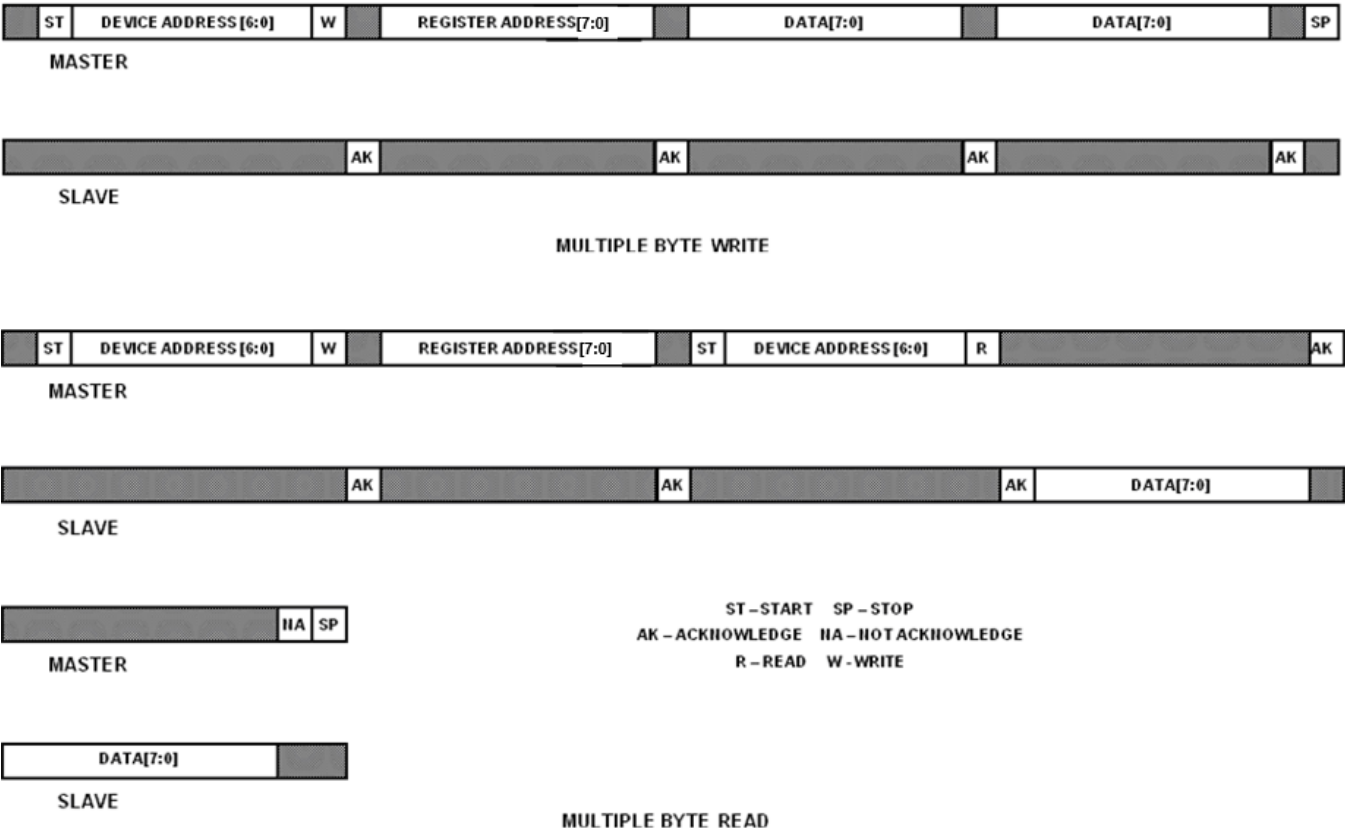 ST DEVICE ADDRESS [6:0] W REGISTER ADDRESS[7:0] DATA[7:0] DATA[7:0] SP
MASTER
AK AK AK AK
SLAVE
MULTIPLE BYTE WRITE
ST DEVICE ADDRESS [6:0] W REGISTER ADDRESS[7:0] ST DEVICE ADDRESS [6:0] R AK
MASTER
AK AK AK DATA[7:0]
SLAVE
NA SP
MASTER
ST – START SP – STOP
AK – ACKNOWLEDGE NA – NOT ACKNOWLEDGE
R – READ W - WRITE
DATA[7:0]
SLAVE
MULTIPLE BYTE READ